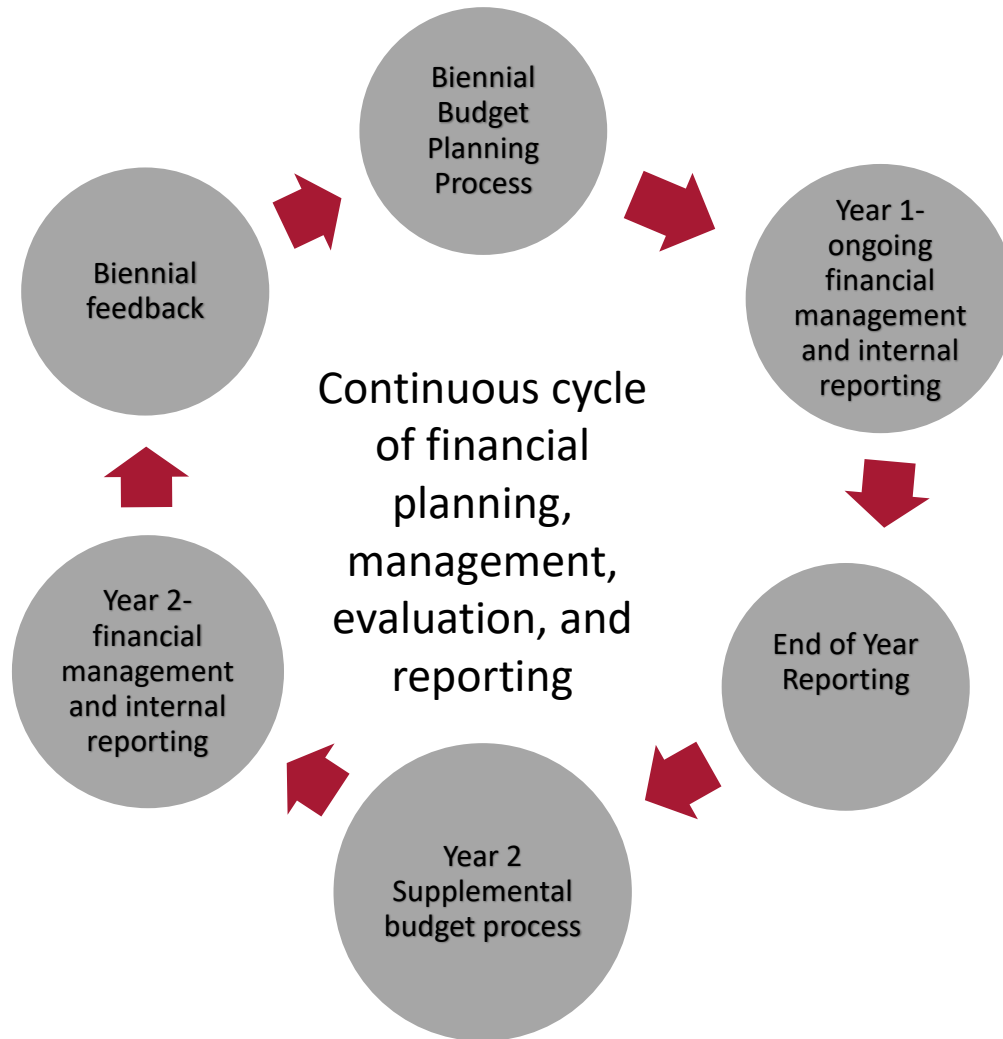 Biennial
Budget
Planning
Process
Year 1-
ongoing
financial
management
and internal
reporting
End of Year
Reporting
Year 2
Supplemental
budget process
Year 2-
financial
management
and internal
reporting
Biennial
feedback
Continuous cycle
of financial
planning,
management,
evaluation, and
reporting